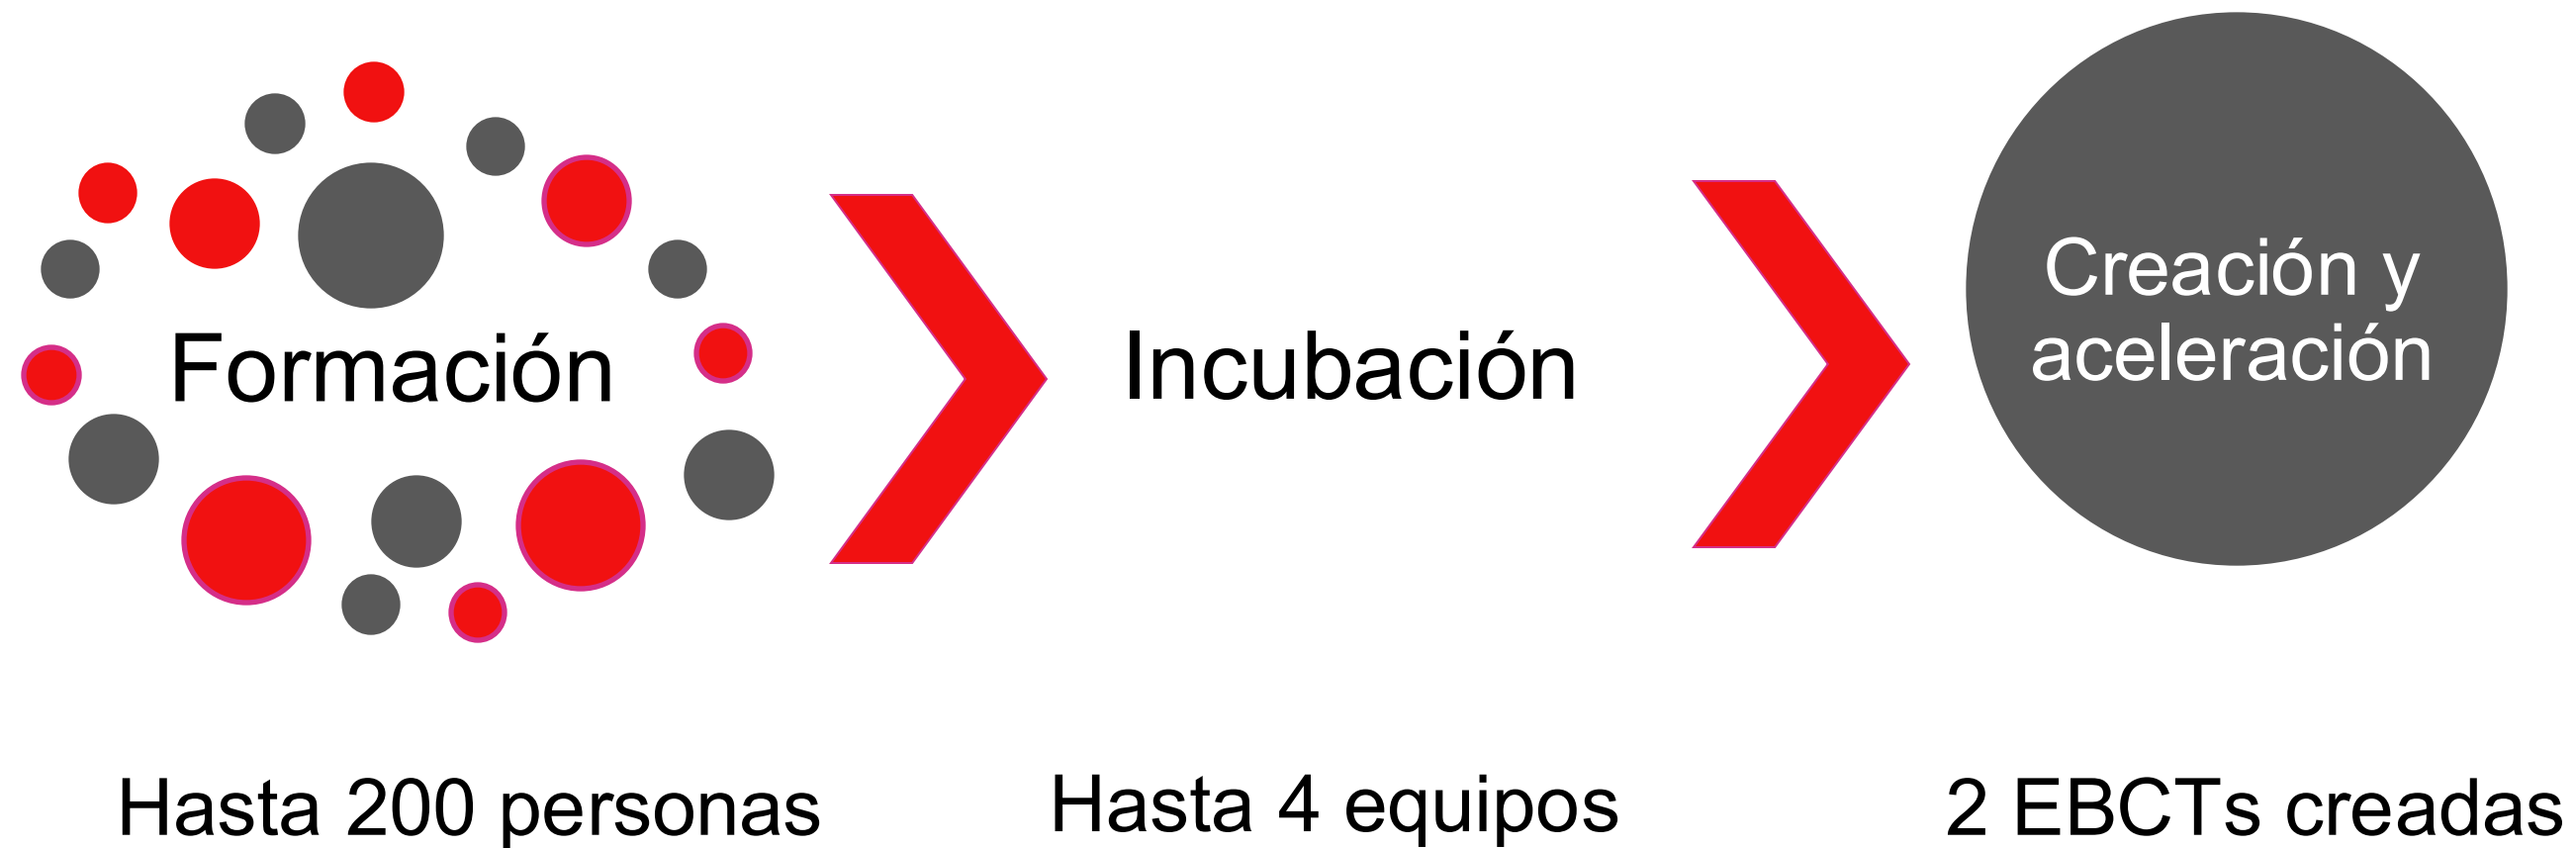 Formación
Incubación
Creación y
aceleración
Hasta 200 personas
Hasta 4 equipos
2 EBCTs creadas